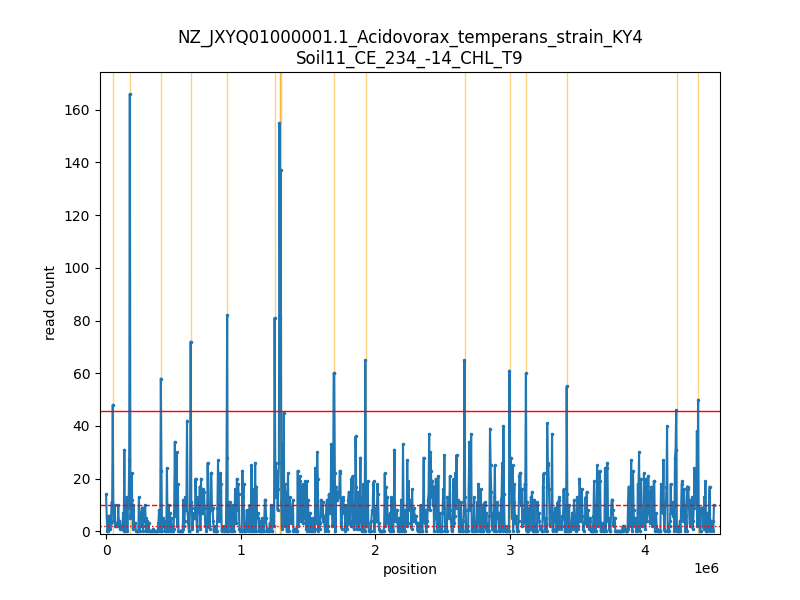 NZ_JXYQ01000001.1_Acidovorax_temperans_strain_KY4
Soil11_CE_234_-14_CHL_T9
160
140
120
100
80
60
40
20
0
read count
0
1
2
3
4
1e6
position